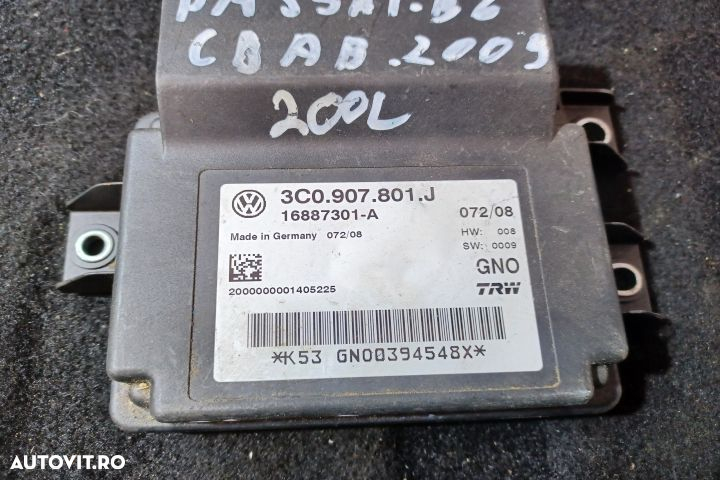 PASSAT.B6
CBAB.2009
200L
3C0.907.801.J
16887301-A
072/08
Made in Germany 072/08
HW: 008
SW: 0009
GNO
2000000001405225
TRW
*K53 GNO0394548X*
AUTOVIT.RO